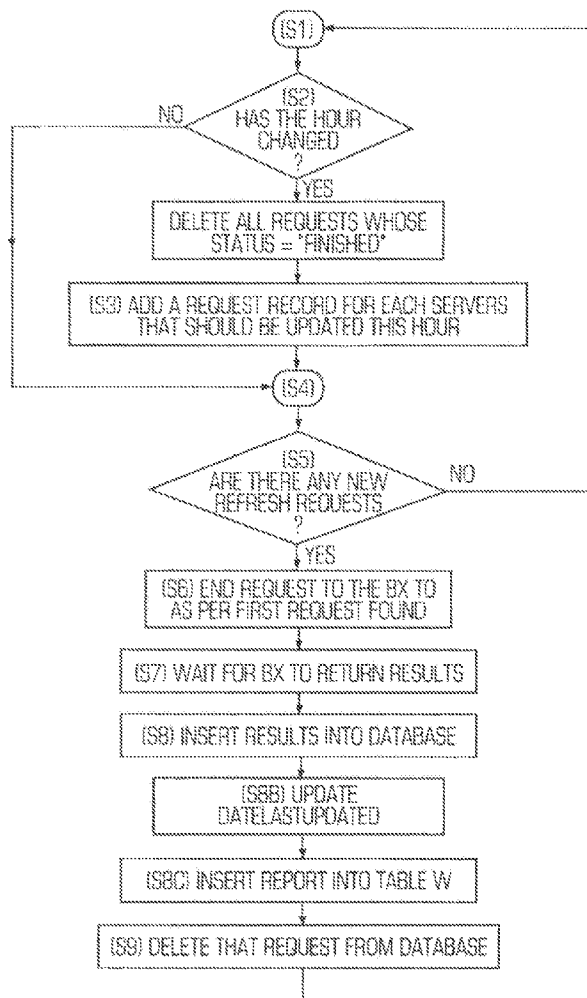 (S1)
(S2)
HAS THE HOUR
CHANGED
?
NO
YES
DELETE ALL REQUESTS WHOSE
STATUS = "FINISHED"
(S3) ADD A REQUEST RECORD FOR EACH SERVERS
THAT SHOULD BE UPDATED THIS HOUR
(S4)
(S5)
ARE THERE ANY NEW
REFRESH REQUESTS
?
NO
YES
(S6) END REQUEST TO THE BX TO
AS PER FIRST REQUEST FOUND
(S7) WAIT FOR BX TO RETURN RESULTS
(S8) INSERT RESULTS INTO DATABASE
(S8B) UPDATE
DATELASTUPDATED
(S8C) INSERT REPORT INTO TABLE W
(S9) DELETE THAT REQUEST FROM DATABASE